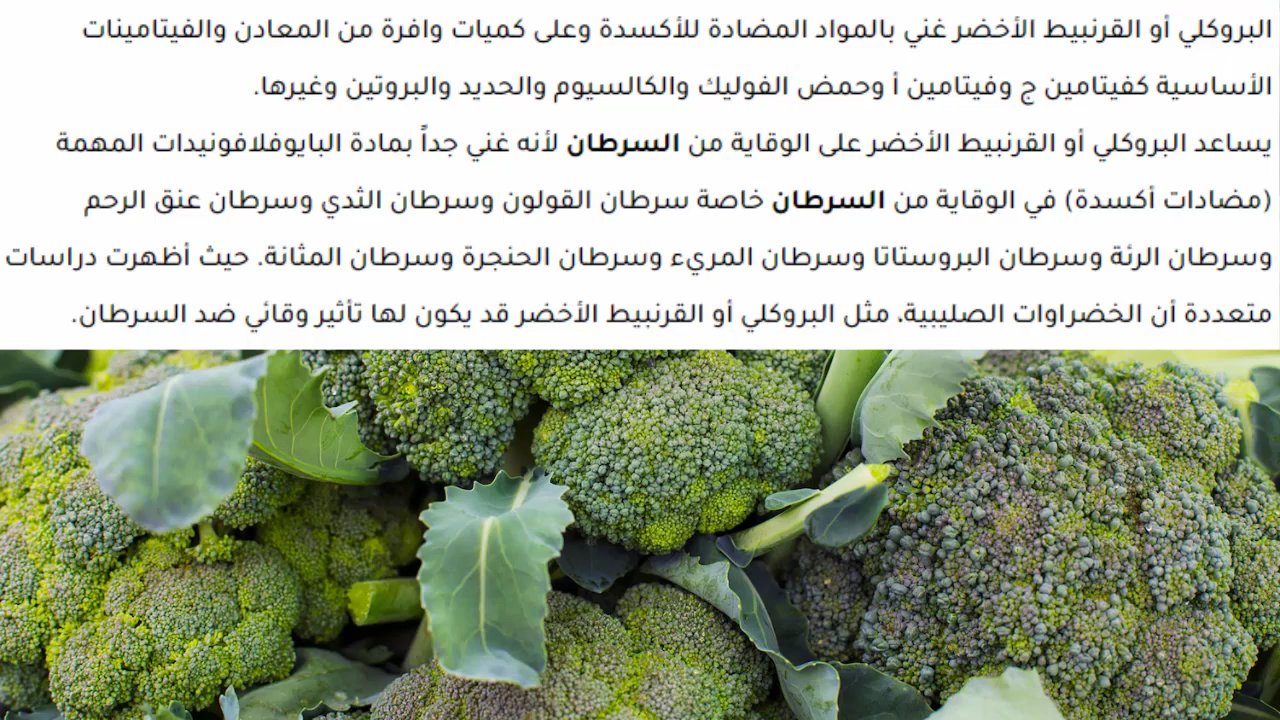 البروكلي أو القرنبيط الأخضر غني بالمواد المضادة للأكسدة وعلى كميات وافرة من المعادن والفيتامينات
الأساسية كفيتامين ج وفيتامين أ وحمض الفوليك والكالسيوم والحديد والبروتين وغيرها.
يساعد البروكلي أو القرنبيط الأخضر على الوقاية من السرطان لأنه غني جداً بمادة البايوفلافونيدات المهمة
(مضادات أكسدة) في الوقاية من السرطان خاصة سرطان القولون وسرطان الثدي وسرطان عنق الرحم
وسرطان الرئة وسرطان البروستاتا وسرطان المريء وسرطان الحنجرة وسرطان المثانة. حيث أظهرت دراسات
متعددة أن الخضراوات الصليبية، مثل البروكلي أو القرنبيط الأخضر قد يكون لها تأثير وقائي ضد السرطان.